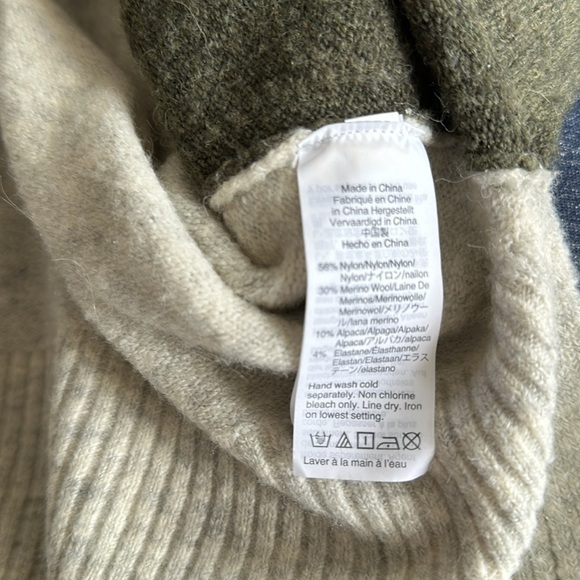 Made in China
Fabriqué en Chine
in China Hergestellt
Vervaardigd in China
中国製
Hecho en China
56% Nylon/Nylon/Nylon/
Nylon/ナイロン/nailon
30% Merino Wool/Laine De
Merinos/Merinowolle/
Merinowol/メリノウー
ル/lana merino
10% Alpaca/Alpaga/Alpaka/
Alpaca/アルパカ/alpaca
4% Elastane/Élasthanne/
Elastan/Elastaan/エラス
テーン/elastano
Hand wash cold
separately. Non chlorine
bleach only. Line dry. Iron
on lowest setting.
Laver à la main à l'eau